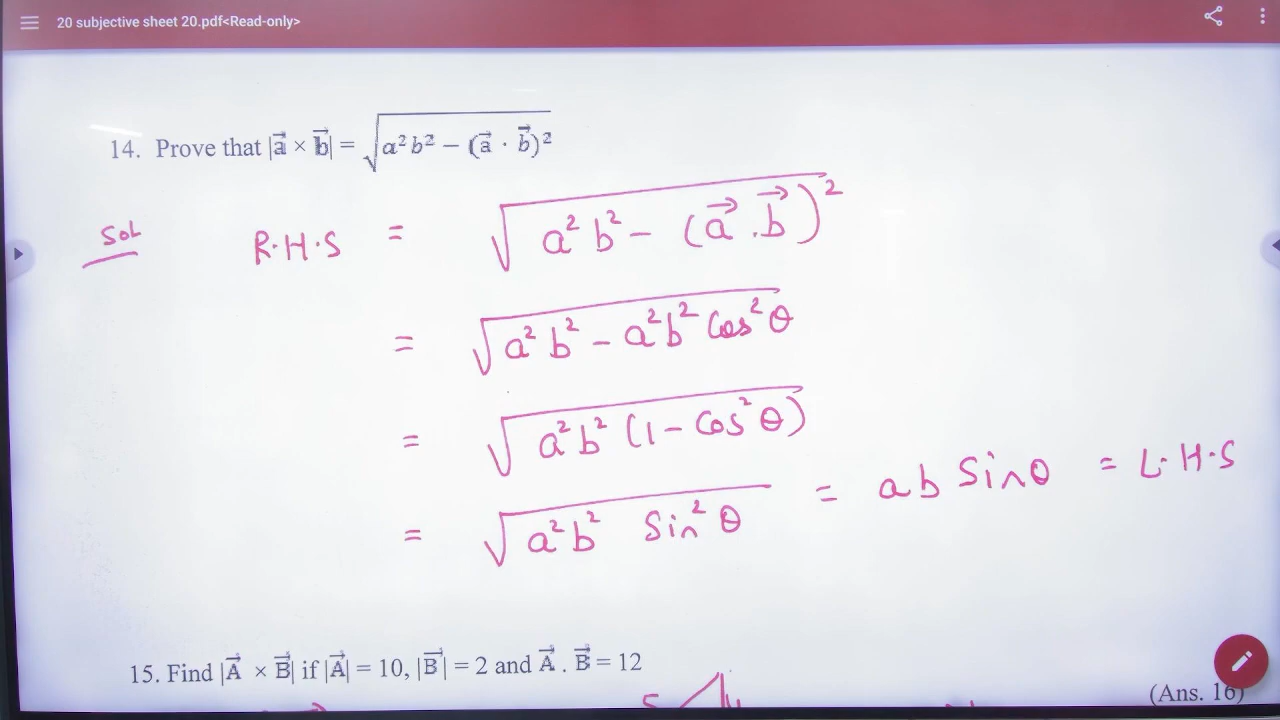 20 subjective sheet 20.pdf<Read-only>
14. Prove that |a⃗ × b⃗| = √(a²b² – (a⃗ · b⃗)²)
Sol R.H.S = √(a²b² – (a⃗ . b⃗)²)
= √(a²b² – a²b² Cos²θ)
= √(a²b² (1 – Cos²θ))
= √(a²b² Sin²θ) = ab Sinθ = L.H.S
15. Find |A⃗ × B⃗| if |A⃗| = 10, |B⃗| = 2 and A⃗ . B⃗ = 12
(Ans. 16)